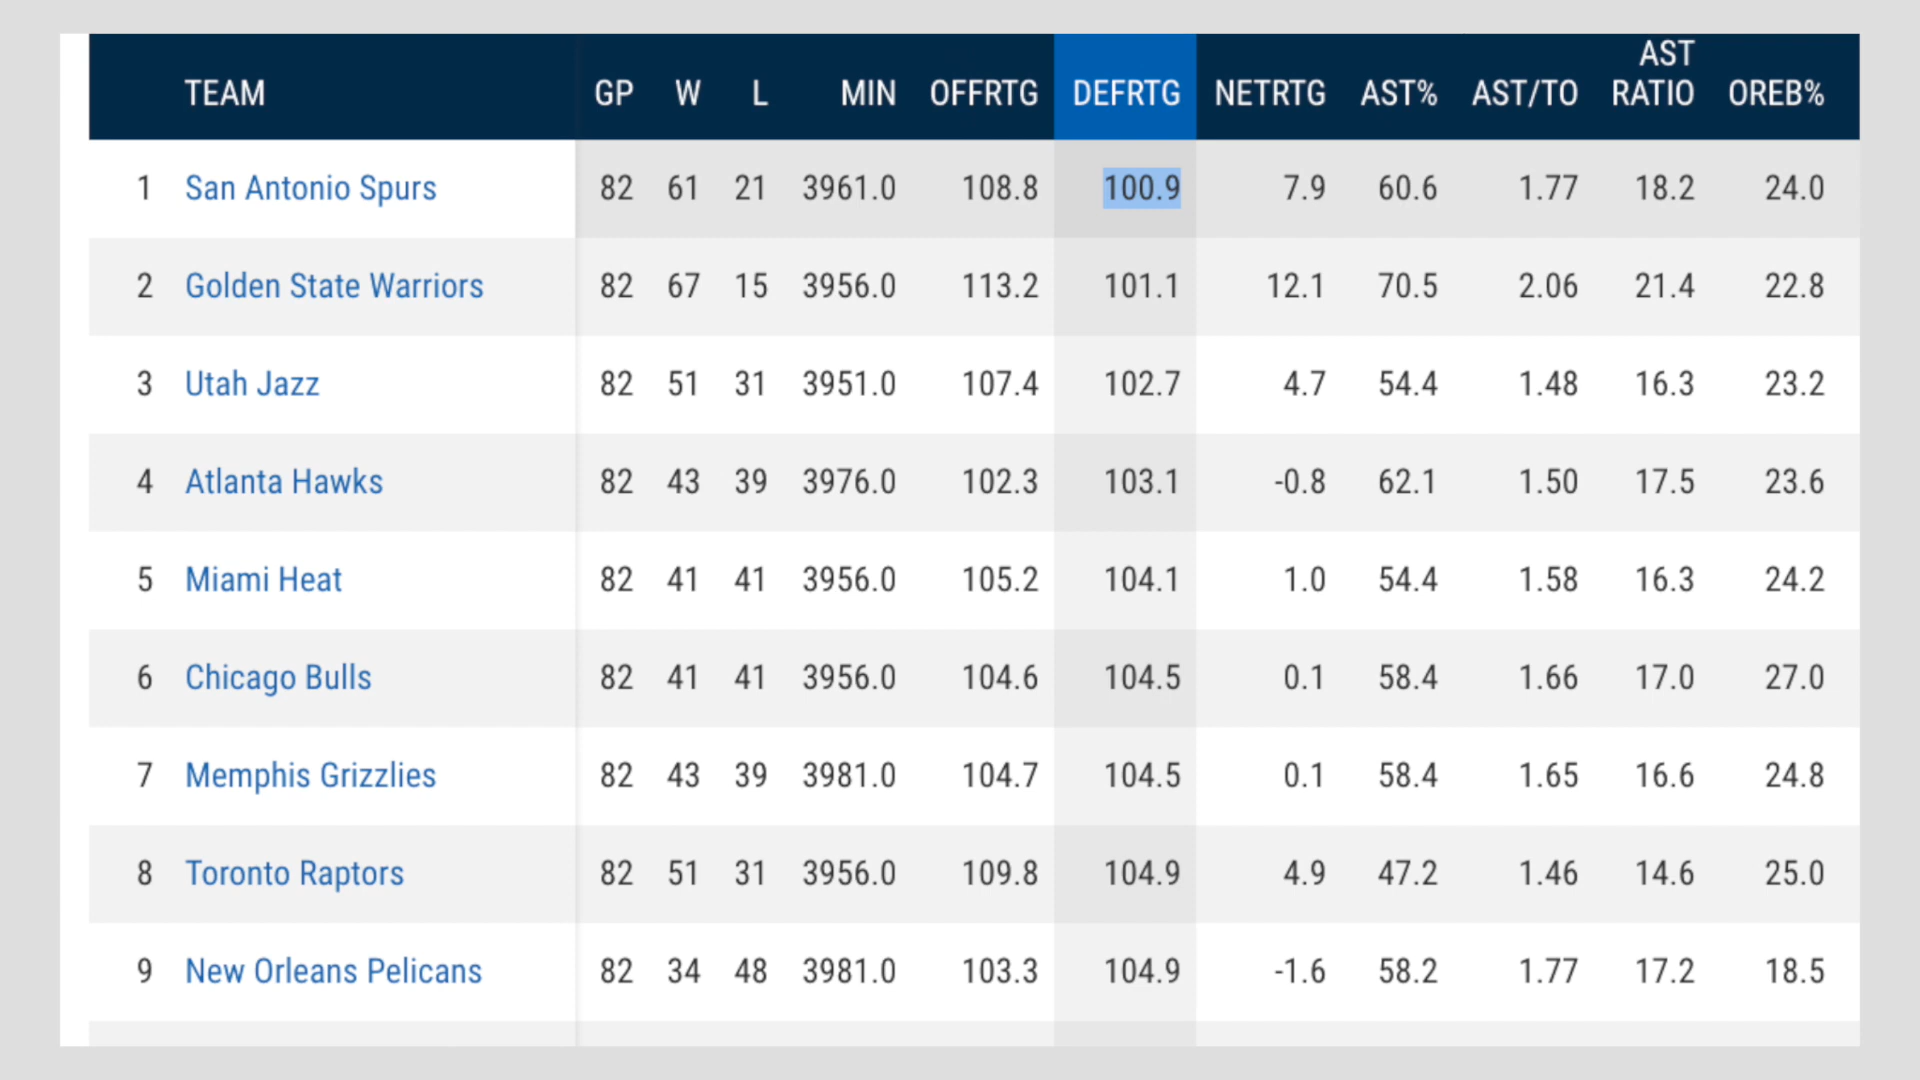 TEAM GP W L MIN OFFRTG DEFRTG NETRTG AST% AST/TO AST RATIO OREB%
1 San Antonio Spurs 82 61 21 3961.0 108.8 100.9 7.9 60.6 1.77 18.2 24.0
2 Golden State Warriors 82 67 15 3956.0 113.2 101.1 12.1 70.5 2.06 21.4 22.8
3 Utah Jazz 82 51 31 3951.0 107.4 102.7 4.7 54.4 1.48 16.3 23.2
4 Atlanta Hawks 82 43 39 3976.0 102.3 103.1 -0.8 62.1 1.50 17.5 23.6
5 Miami Heat 82 41 41 3956.0 105.2 104.1 1.0 54.4 1.58 16.3 24.2
6 Chicago Bulls 82 41 41 3956.0 104.6 104.5 0.1 58.4 1.66 17.0 27.0
7 Memphis Grizzlies 82 43 39 3981.0 104.7 104.5 0.1 58.4 1.65 16.6 24.8
8 Toronto Raptors 82 51 31 3956.0 109.8 104.9 4.9 47.2 1.46 14.6 25.0
9 New Orleans Pelicans 82 34 48 3981.0 103.3 104.9 -1.6 58.2 1.77 17.2 18.5